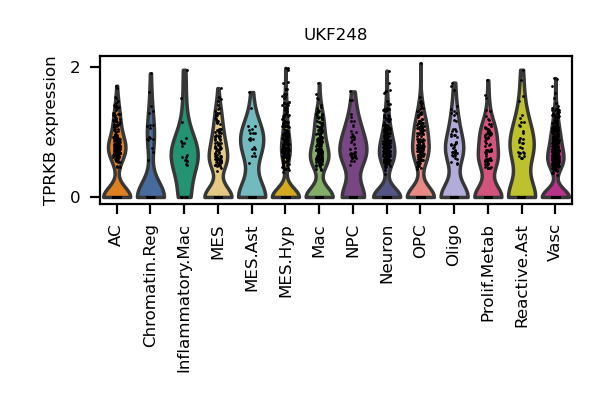 UKF248
TPRKB expression
2
0
AC
Chromatin.Reg
Inflammatory.Mac
MES
MES.Ast
MES.Hyp
Mac
NPC
Neuron
OPC
Oligo
Prolif.Metab
Reactive.Ast
Vasc